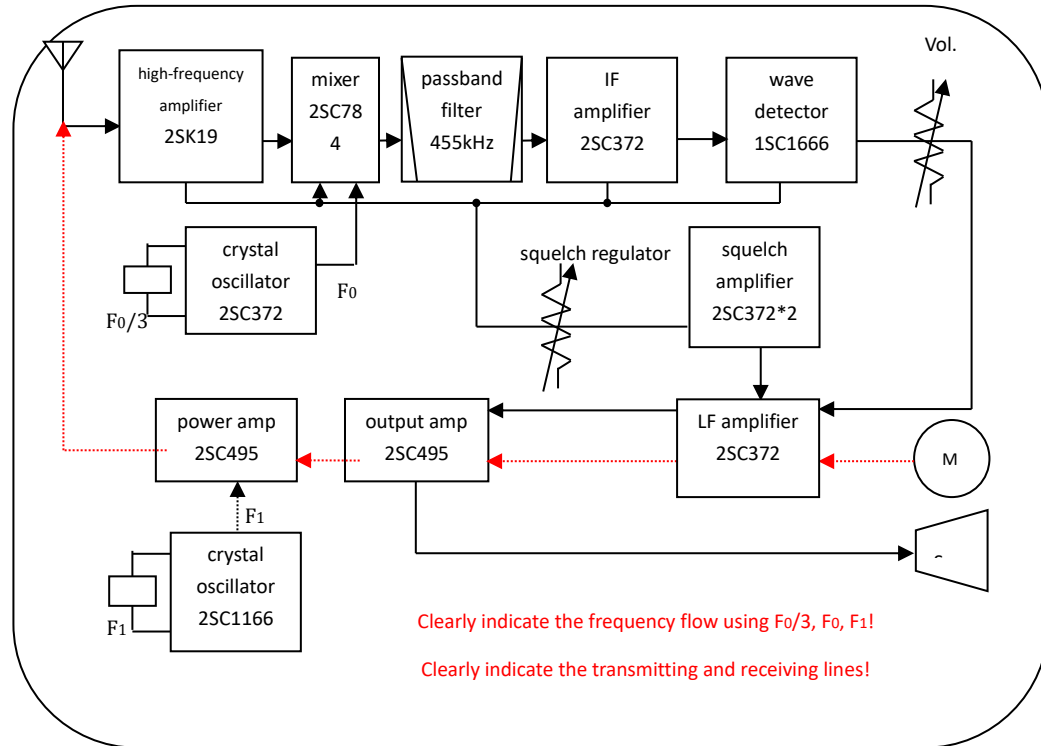 high-frequency
amplifier
2SK19
mixer
2SC78
4
passband
filter
455kHz
IF
amplifier
2SC372
wave
detector
1SC1666
Vol.
crystal
oscillator
2SC372
F0/3
F0
squelch regulator
squelch
amplifier
2SC372*2
power amp
2SC495
output amp
2SC495
LF amplifier
2SC372
M
F1
crystal
oscillator
2SC1166
F1
Clearly indicate the frequency flow using F0/3, F0, F1!
Clearly indicate the transmitting and receiving lines!